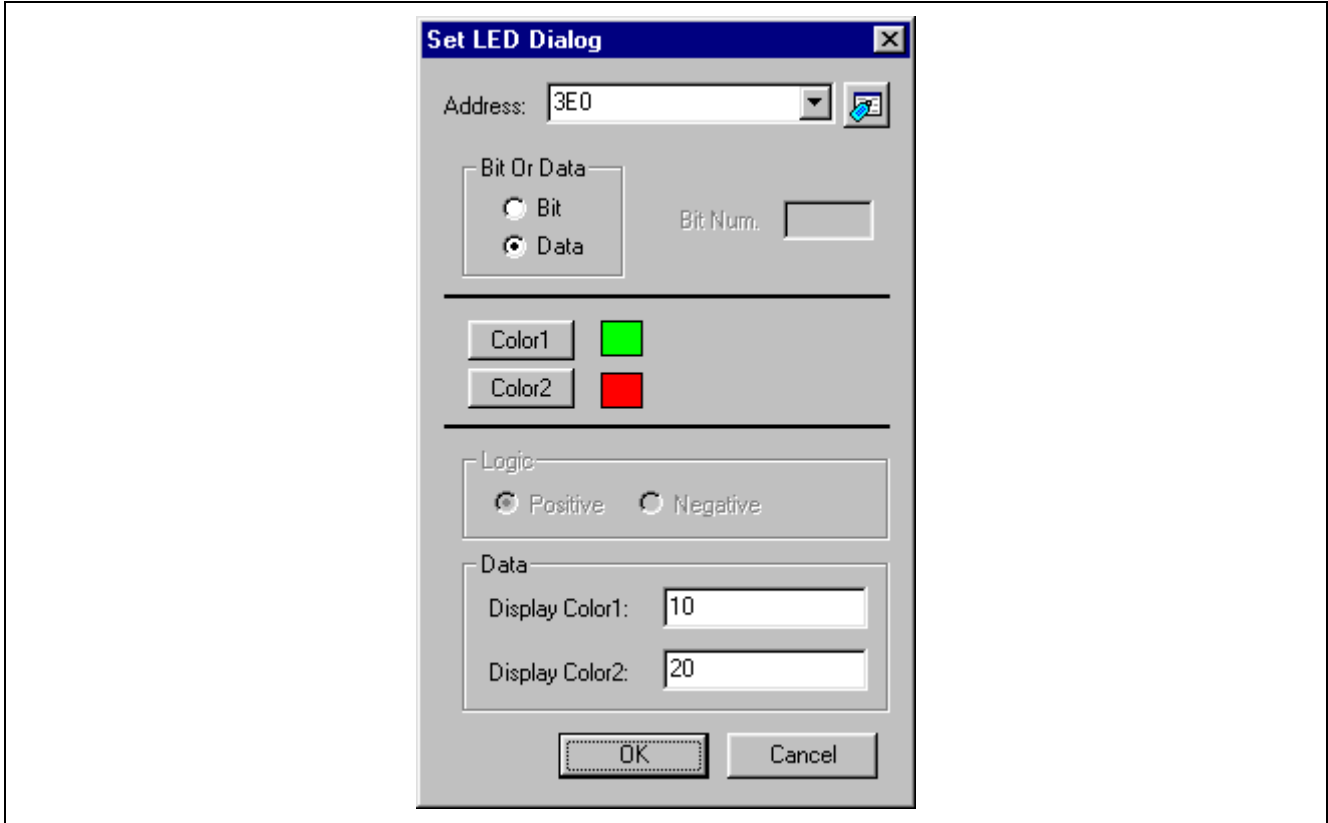 Set LED Dialog
Address: 3E0
Bit Or Data
Bit
Bit Num.
Data
Color1
Color2
Logic
Positive Negative
Data
Display Color1: 10
Display Color2: 20
OK Cancel